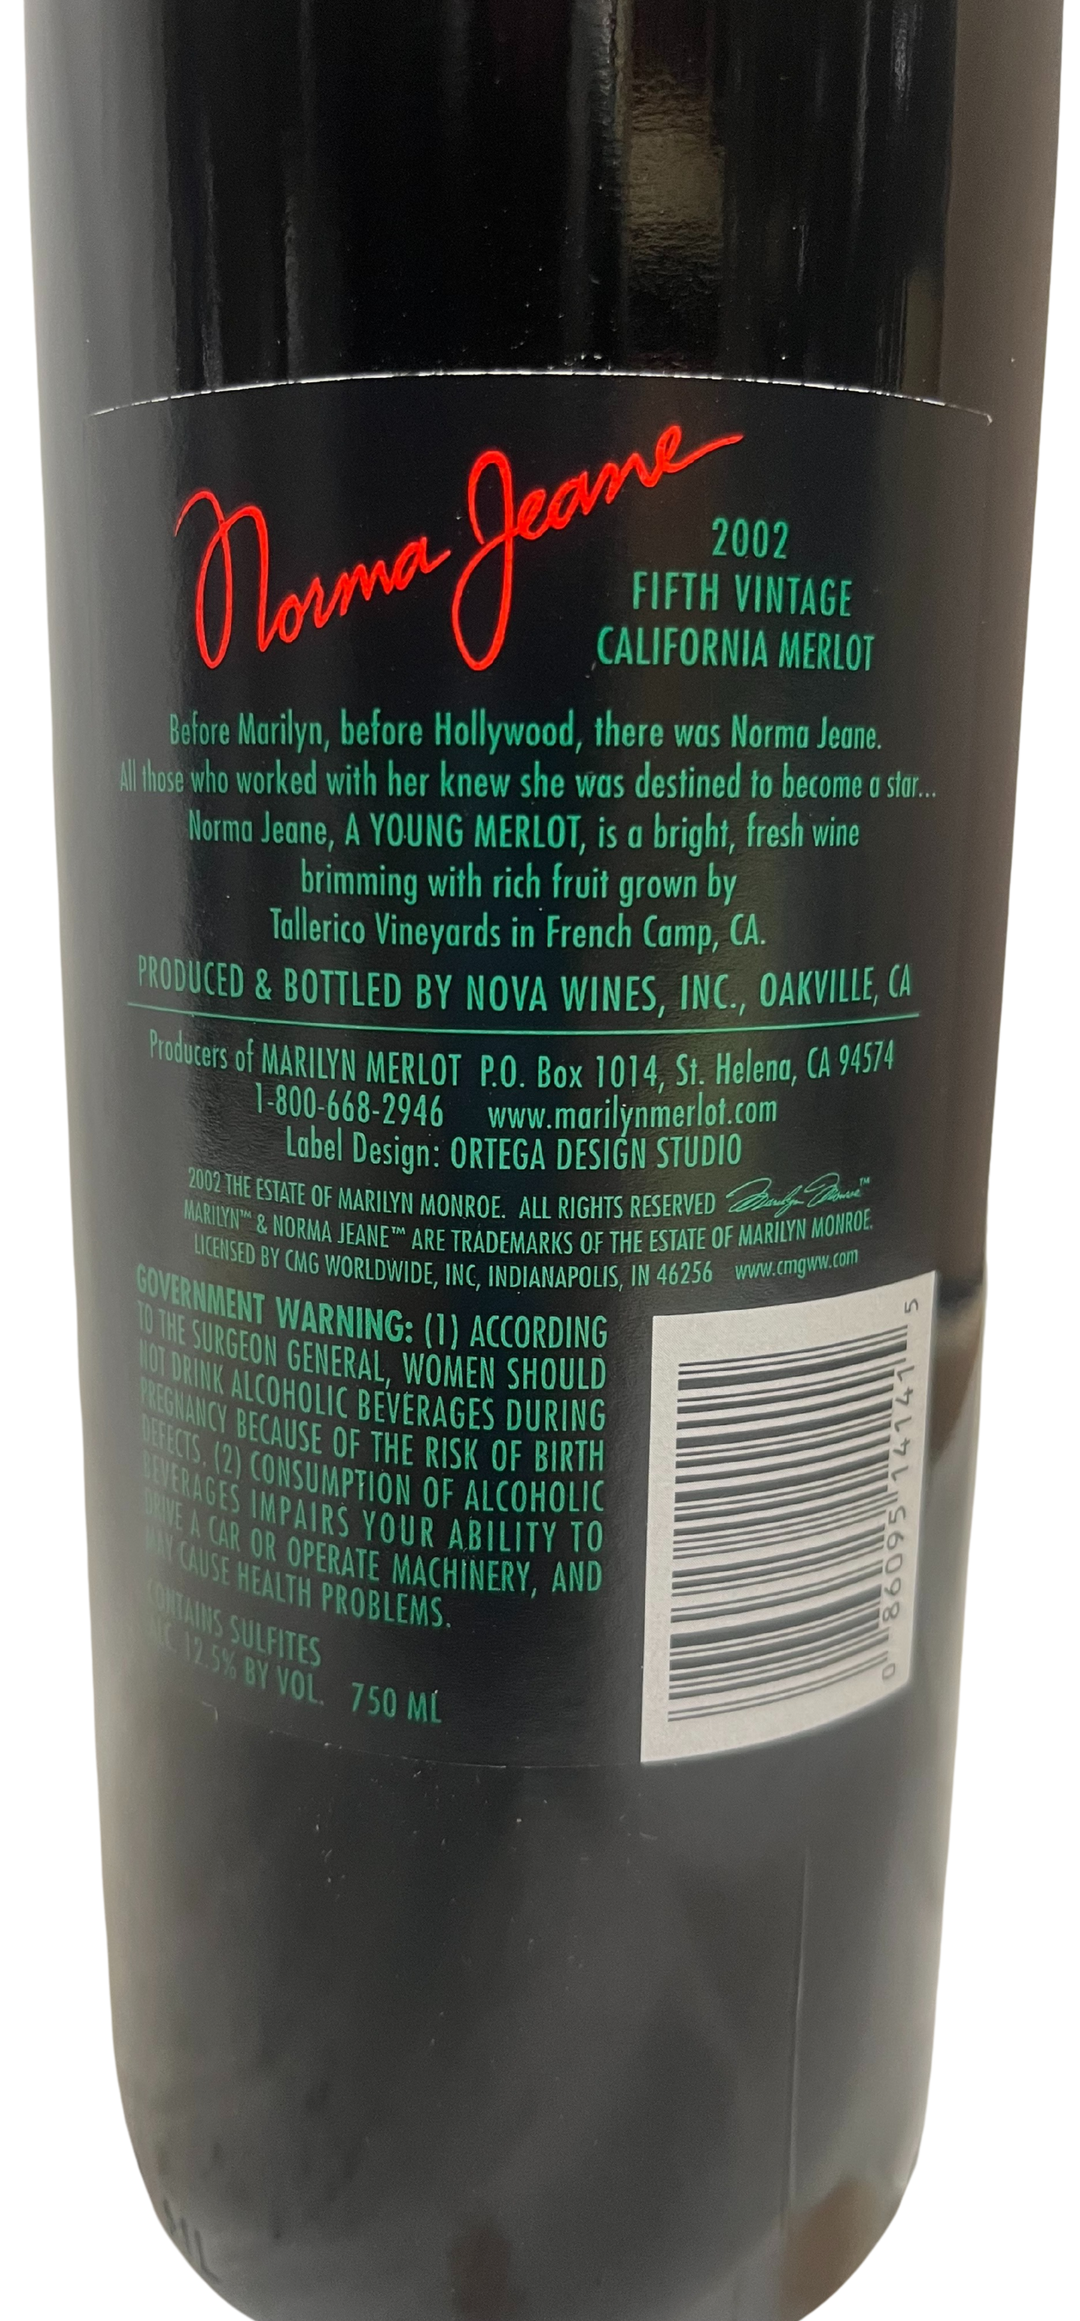 Norma Jeane
2002
FIFTH VINTAGE
CALIFORNIA MERLOT
Before Marilyn, before Hollywood, there was Norma Jeane.
All those who worked with her knew she was destined to become a star...
Norma Jeane, A YOUNG MERLOT, is a bright, fresh wine
brimming with rich fruit grown by
Tallerico Vineyards in French Camp, CA.
PRODUCED & BOTTLED BY NOVA WINES, INC., OAKVILLE, CA
Producers of MARILYN MERLOT P.O. Box 1014, St. Helena, CA 94574
1-800-668-2946 www.marilynmerlot.com
Label Design: ORTEGA DESIGN STUDIO
2002 THE ESTATE OF MARILYN MONROE. ALL RIGHTS RESERVED Marilyn Monroe™
MARILYN™ & NORMA JEANE™ ARE TRADEMARKS OF THE ESTATE OF MARILYN MONROE.
LICENSED BY CMG WORLDWIDE, INC, INDIANAPOLIS, IN 46256 www.cmgww.com
GOVERNMENT WARNING: (1) ACCORDING
TO THE SURGEON GENERAL, WOMEN SHOULD
NOT DRINK ALCOHOLIC BEVERAGES DURING
PREGNANCY BECAUSE OF THE RISK OF BIRTH
DEFECTS. (2) CONSUMPTION OF ALCOHOLIC
BEVERAGES IMPAIRS YOUR ABILITY TO
DRIVE A CAR OR OPERATE MACHINERY, AND
MAY CAUSE HEALTH PROBLEMS.
CONTAINS SULFITES
ALC. 12.5% BY VOL. 750 ML
0 86095 14141 5